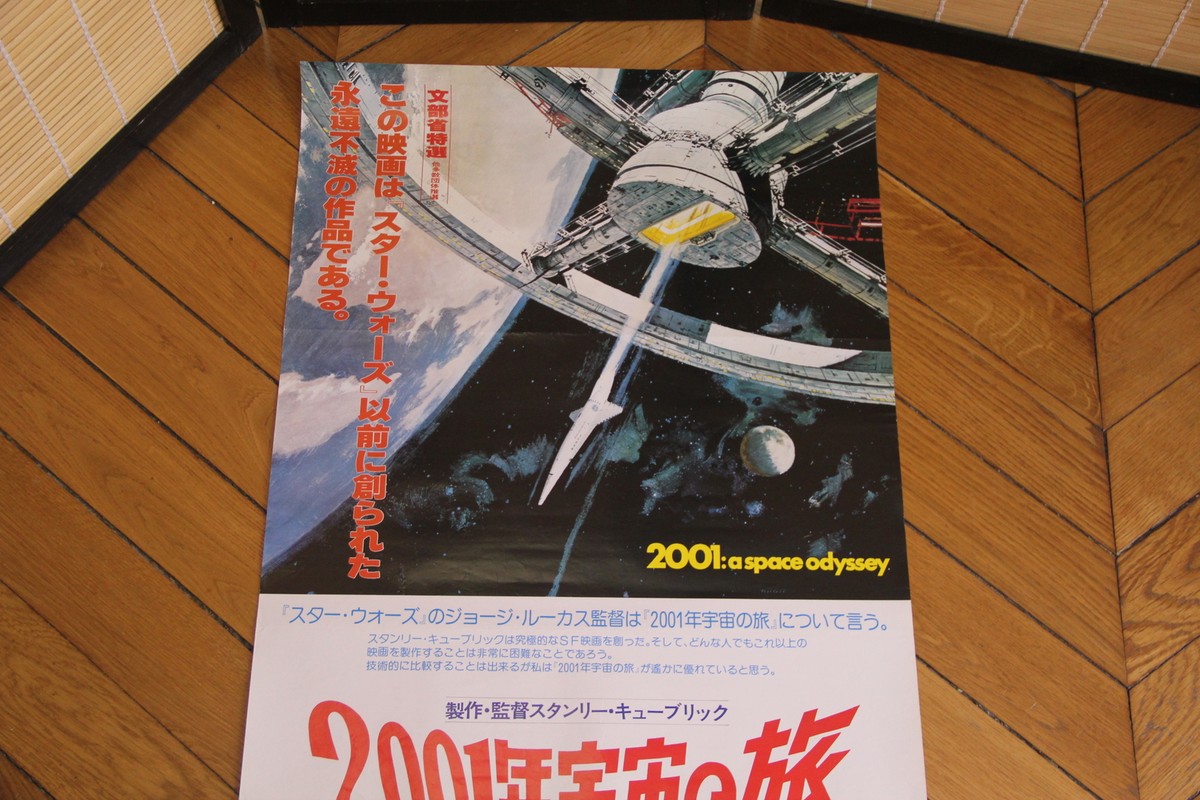 文部省特選
この映画は『スター・ウォーズ』以前に創られた
永遠不滅の作品である。
2001: a space odyssey
『スター・ウォーズ』のジョージ・ルーカス監督は『2001年宇宙の旅』について言う。
スタンリー・キューブリックは究極的なSF映画を創った。そして、どんな人でもこれ以上の
映画を製作することは非常に困難なことであろう。
技術的に比較することは出来るが私は『2001年宇宙の旅』が遙かに優れていると思う。
製作・監督スタンリー・キューブリック
2001年宇宙の旅